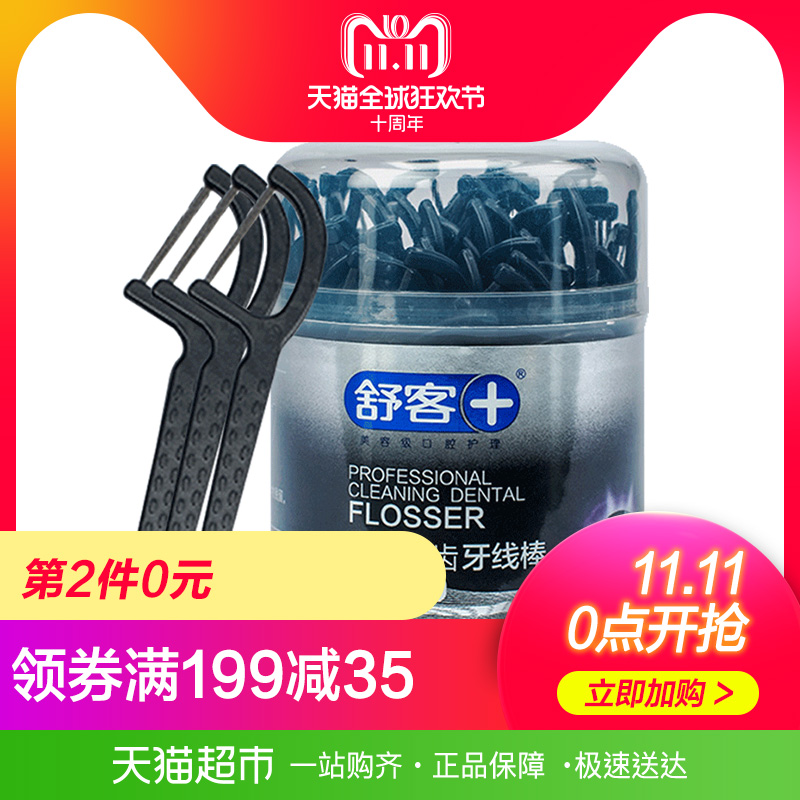 11.11
天猫全球狂欢节
十周年
舒客+®
美容级口腔护理
PROFESSIONAL
CLEANING DENTAL
FLOSSER
齿牙线棒
第2件0元
领券满199减35
11.11
0点开抢
立即加购 >
天猫超市 一站购齐·正品保障 ·极速送达